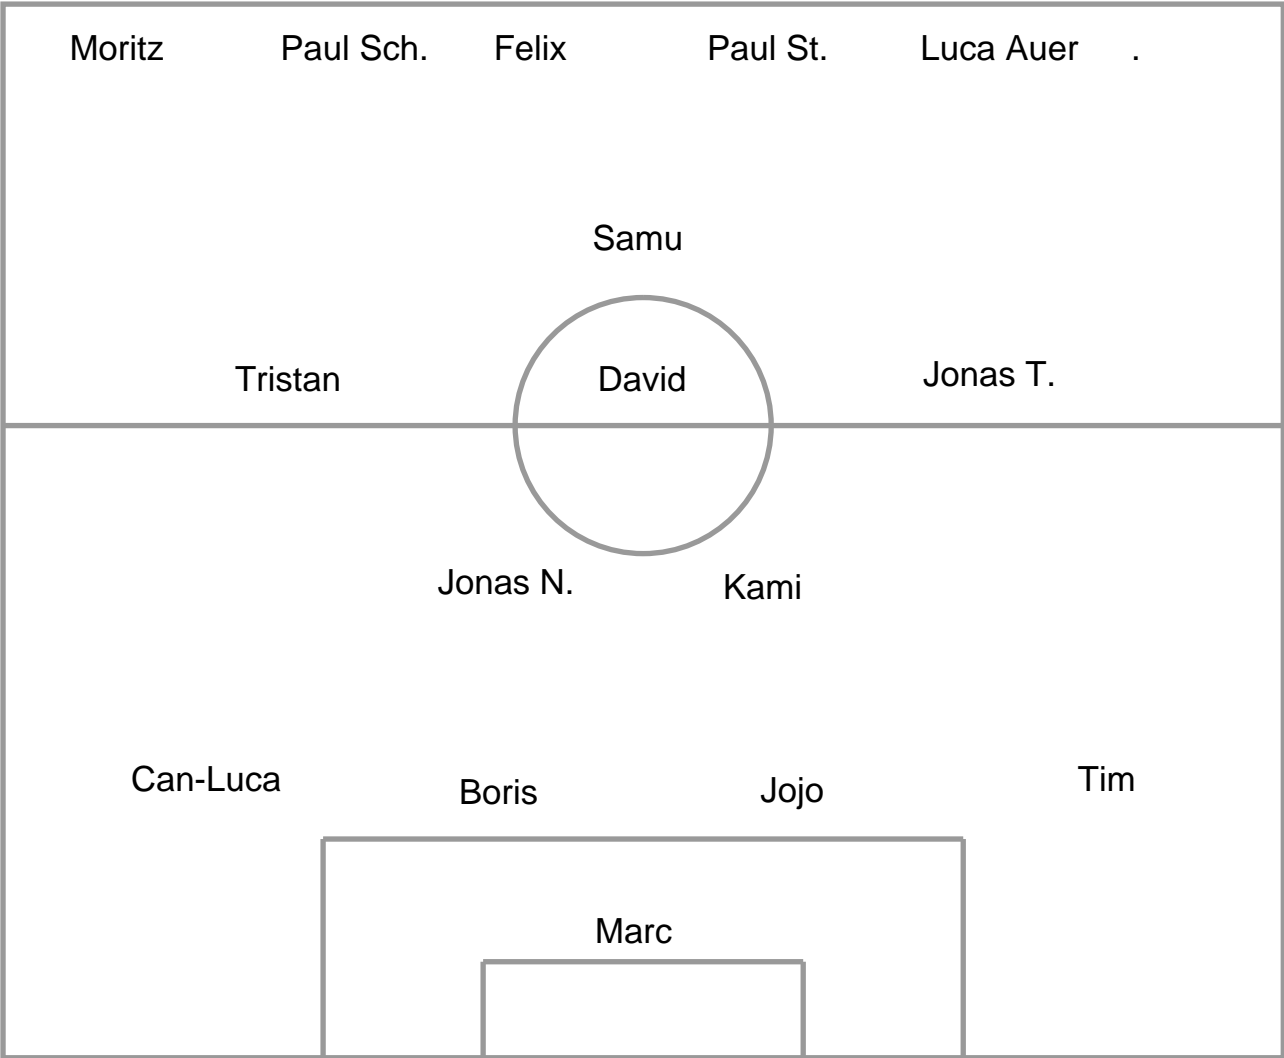 Moritz Paul Sch. Felix Paul St. Luca Auer .
Samu
Tristan David Jonas T.
Jonas N. Kami
Can-Luca Boris Jojo Tim
Marc